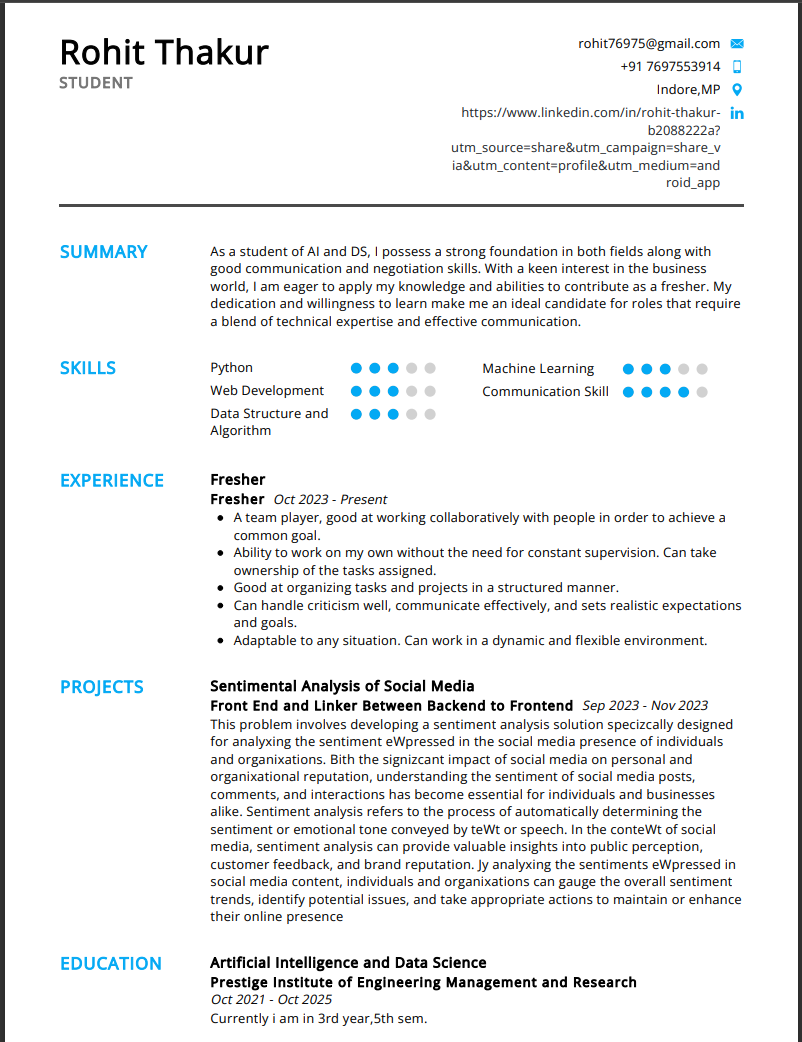 Rohit Thakur
STUDENT
rohit76975@gmail.com
+91 7697553914
Indore,MP
https://www.linkedin.com/in/rohit-thakur-
b2088222a?
utm_source=share&utm_campaign=share_v
ia&utm_content=profile&utm_medium=and
roid_app
SUMMARY
As a student of AI and DS, I possess a strong foundation in both fields along with
good communication and negotiation skills. With a keen interest in the business
world, I am eager to apply my knowledge and abilities to contribute as a fresher. My
dedication and willingness to learn make me an ideal candidate for roles that require
a blend of technical expertise and effective communication.
SKILLS
Python
Web Development
Data Structure and
Algorithm
Machine Learning
Communication Skill
EXPERIENCE
Fresher
Fresher Oct 2023 - Present
• A team player, good at working collaboratively with people in order to achieve a
common goal.
• Ability to work on my own without the need for constant supervision. Can take
ownership of the tasks assigned.
• Good at organizing tasks and projects in a structured manner.
• Can handle criticism well, communicate effectively, and sets realistic expectations
and goals.
• Adaptable to any situation. Can work in a dynamic and flexible environment.
PROJECTS
Sentimental Analysis of Social Media
Front End and Linker Between Backend to Frontend Sep 2023 - Nov 2023
This problem involves developing a sentiment analysis solution specizcally designed
for analyxing the sentiment eWpressed in the social media presence of individuals
and organixations. Bith the signizcant impact of social media on personal and
organixational reputation, understanding the sentiment of social media posts,
comments, and interactions has become essential for individuals and businesses
alike. Sentiment analysis refers to the process of automatically determining the
sentiment or emotional tone conveyed by teWt or speech. In the conteWt of social
media, sentiment analysis can provide valuable insights into public perception,
customer feedback, and brand reputation. Jy analyxing the sentiments eWpressed in
social media content, individuals and organixations can gauge the overall sentiment
trends, identify potential issues, and take appropriate actions to maintain or enhance
their online presence
EDUCATION
Artificial Intelligence and Data Science
Prestige Institute of Engineering Management and Research
Oct 2021 - Oct 2025
Currently i am in 3rd year,5th sem.